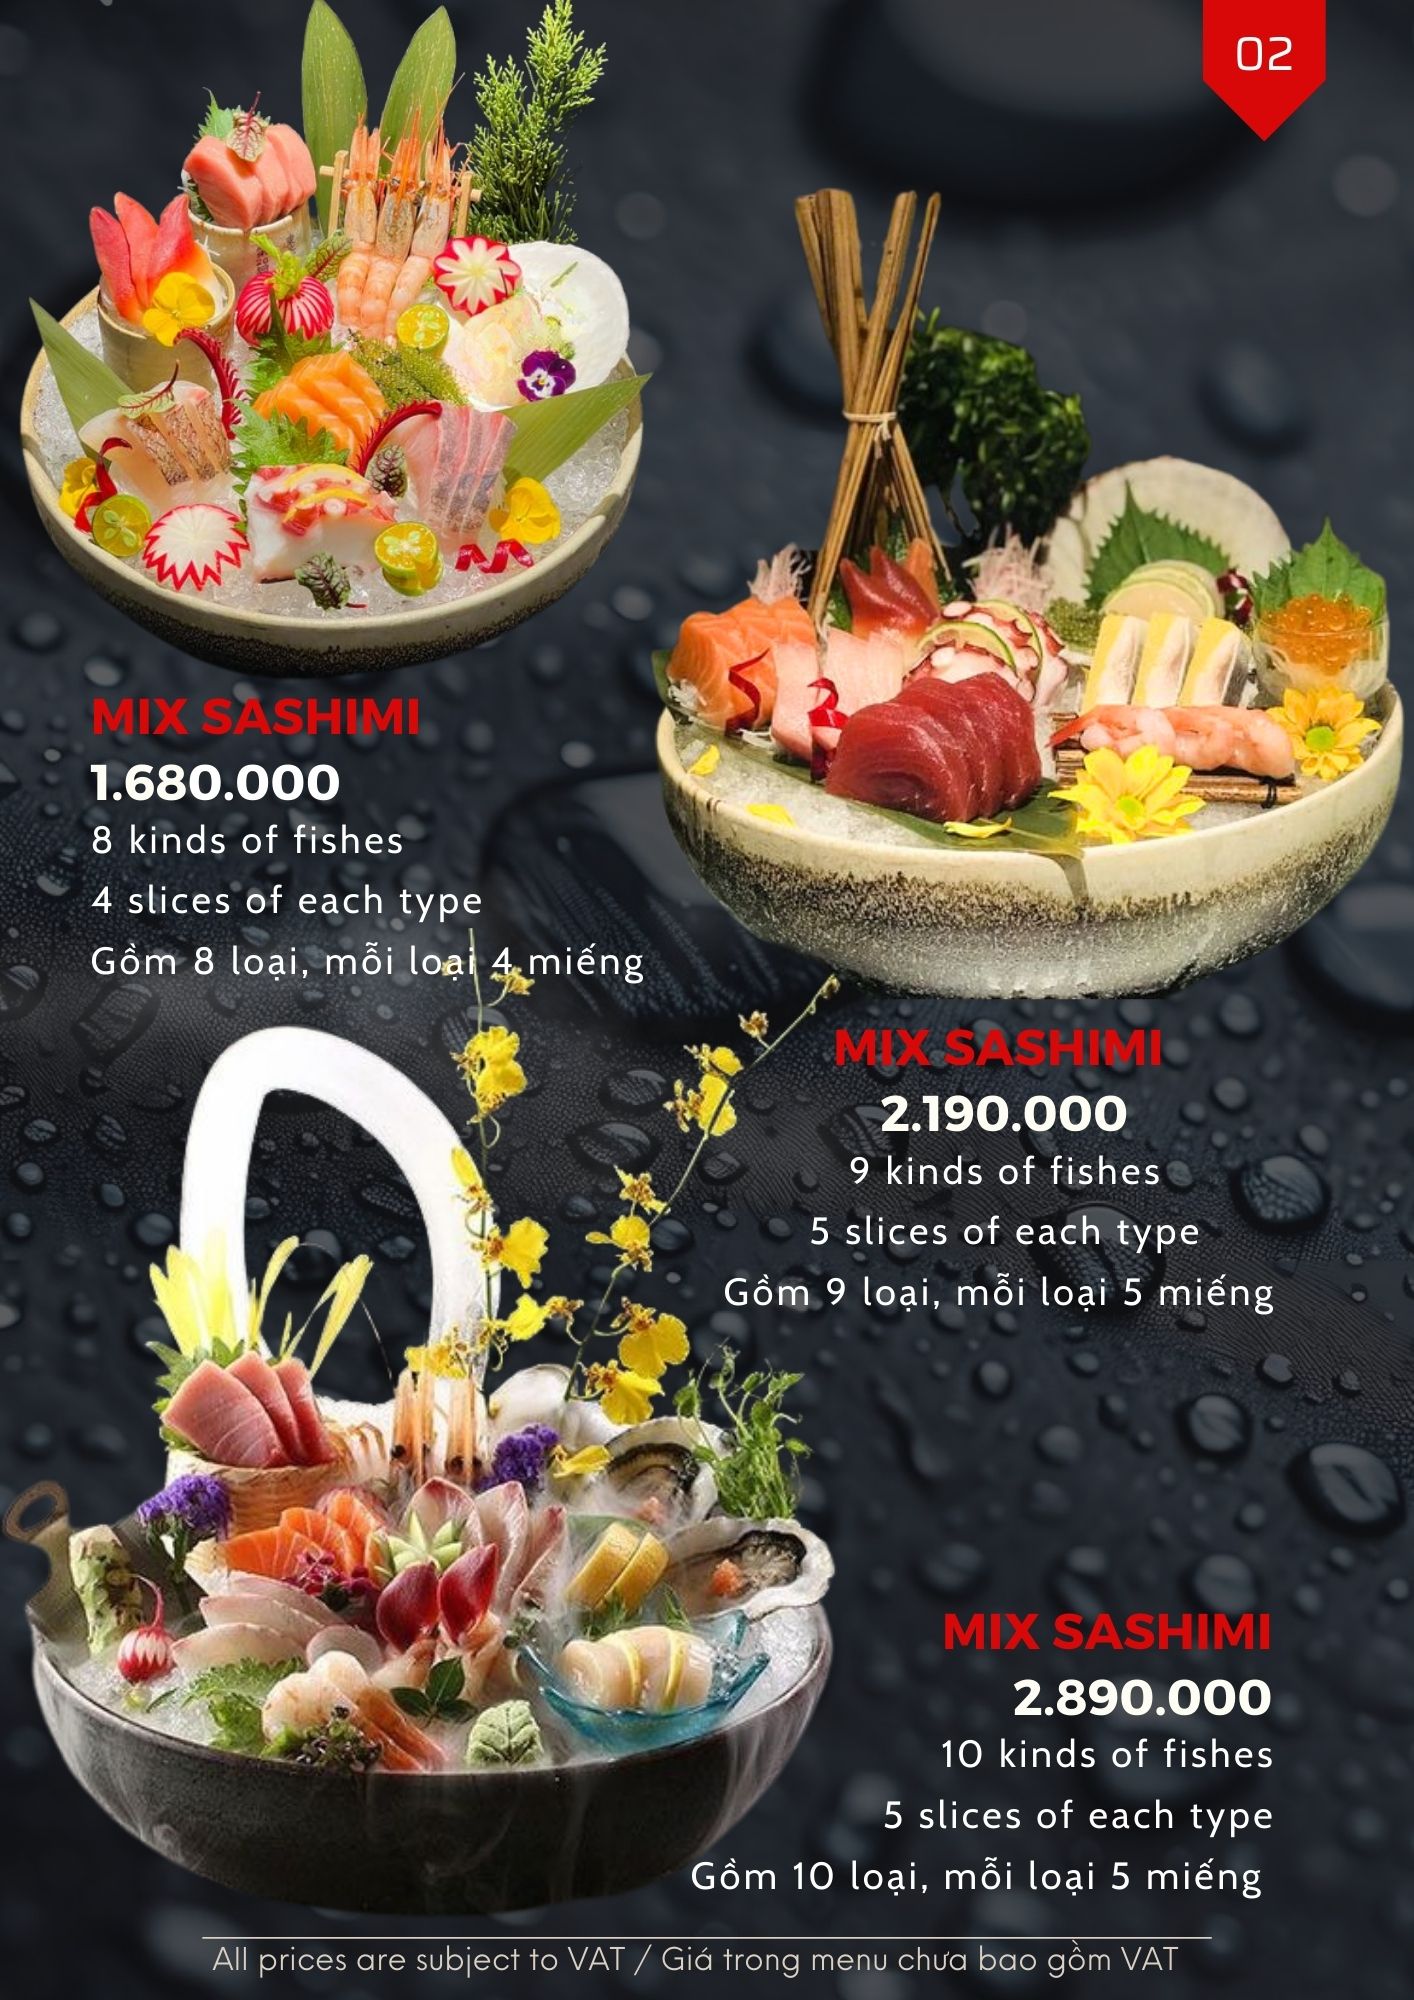 02
MIX SASHIMI
1.680.000
8 kinds of fishes
4 slices of each type
Gồm 8 loại, mỗi loại 4 miếng
MIX SASHIMI
2.190.000
9 kinds of fishes
5 slices of each type
Gồm 9 loại, mỗi loại 5 miếng
MIX SASHIMI
2.890.000
10 kinds of fishes
5 slices of each type
Gồm 10 loại, mỗi loại 5 miếng
All prices are subject to VAT / Giá trong menu chưa bao gồm VAT